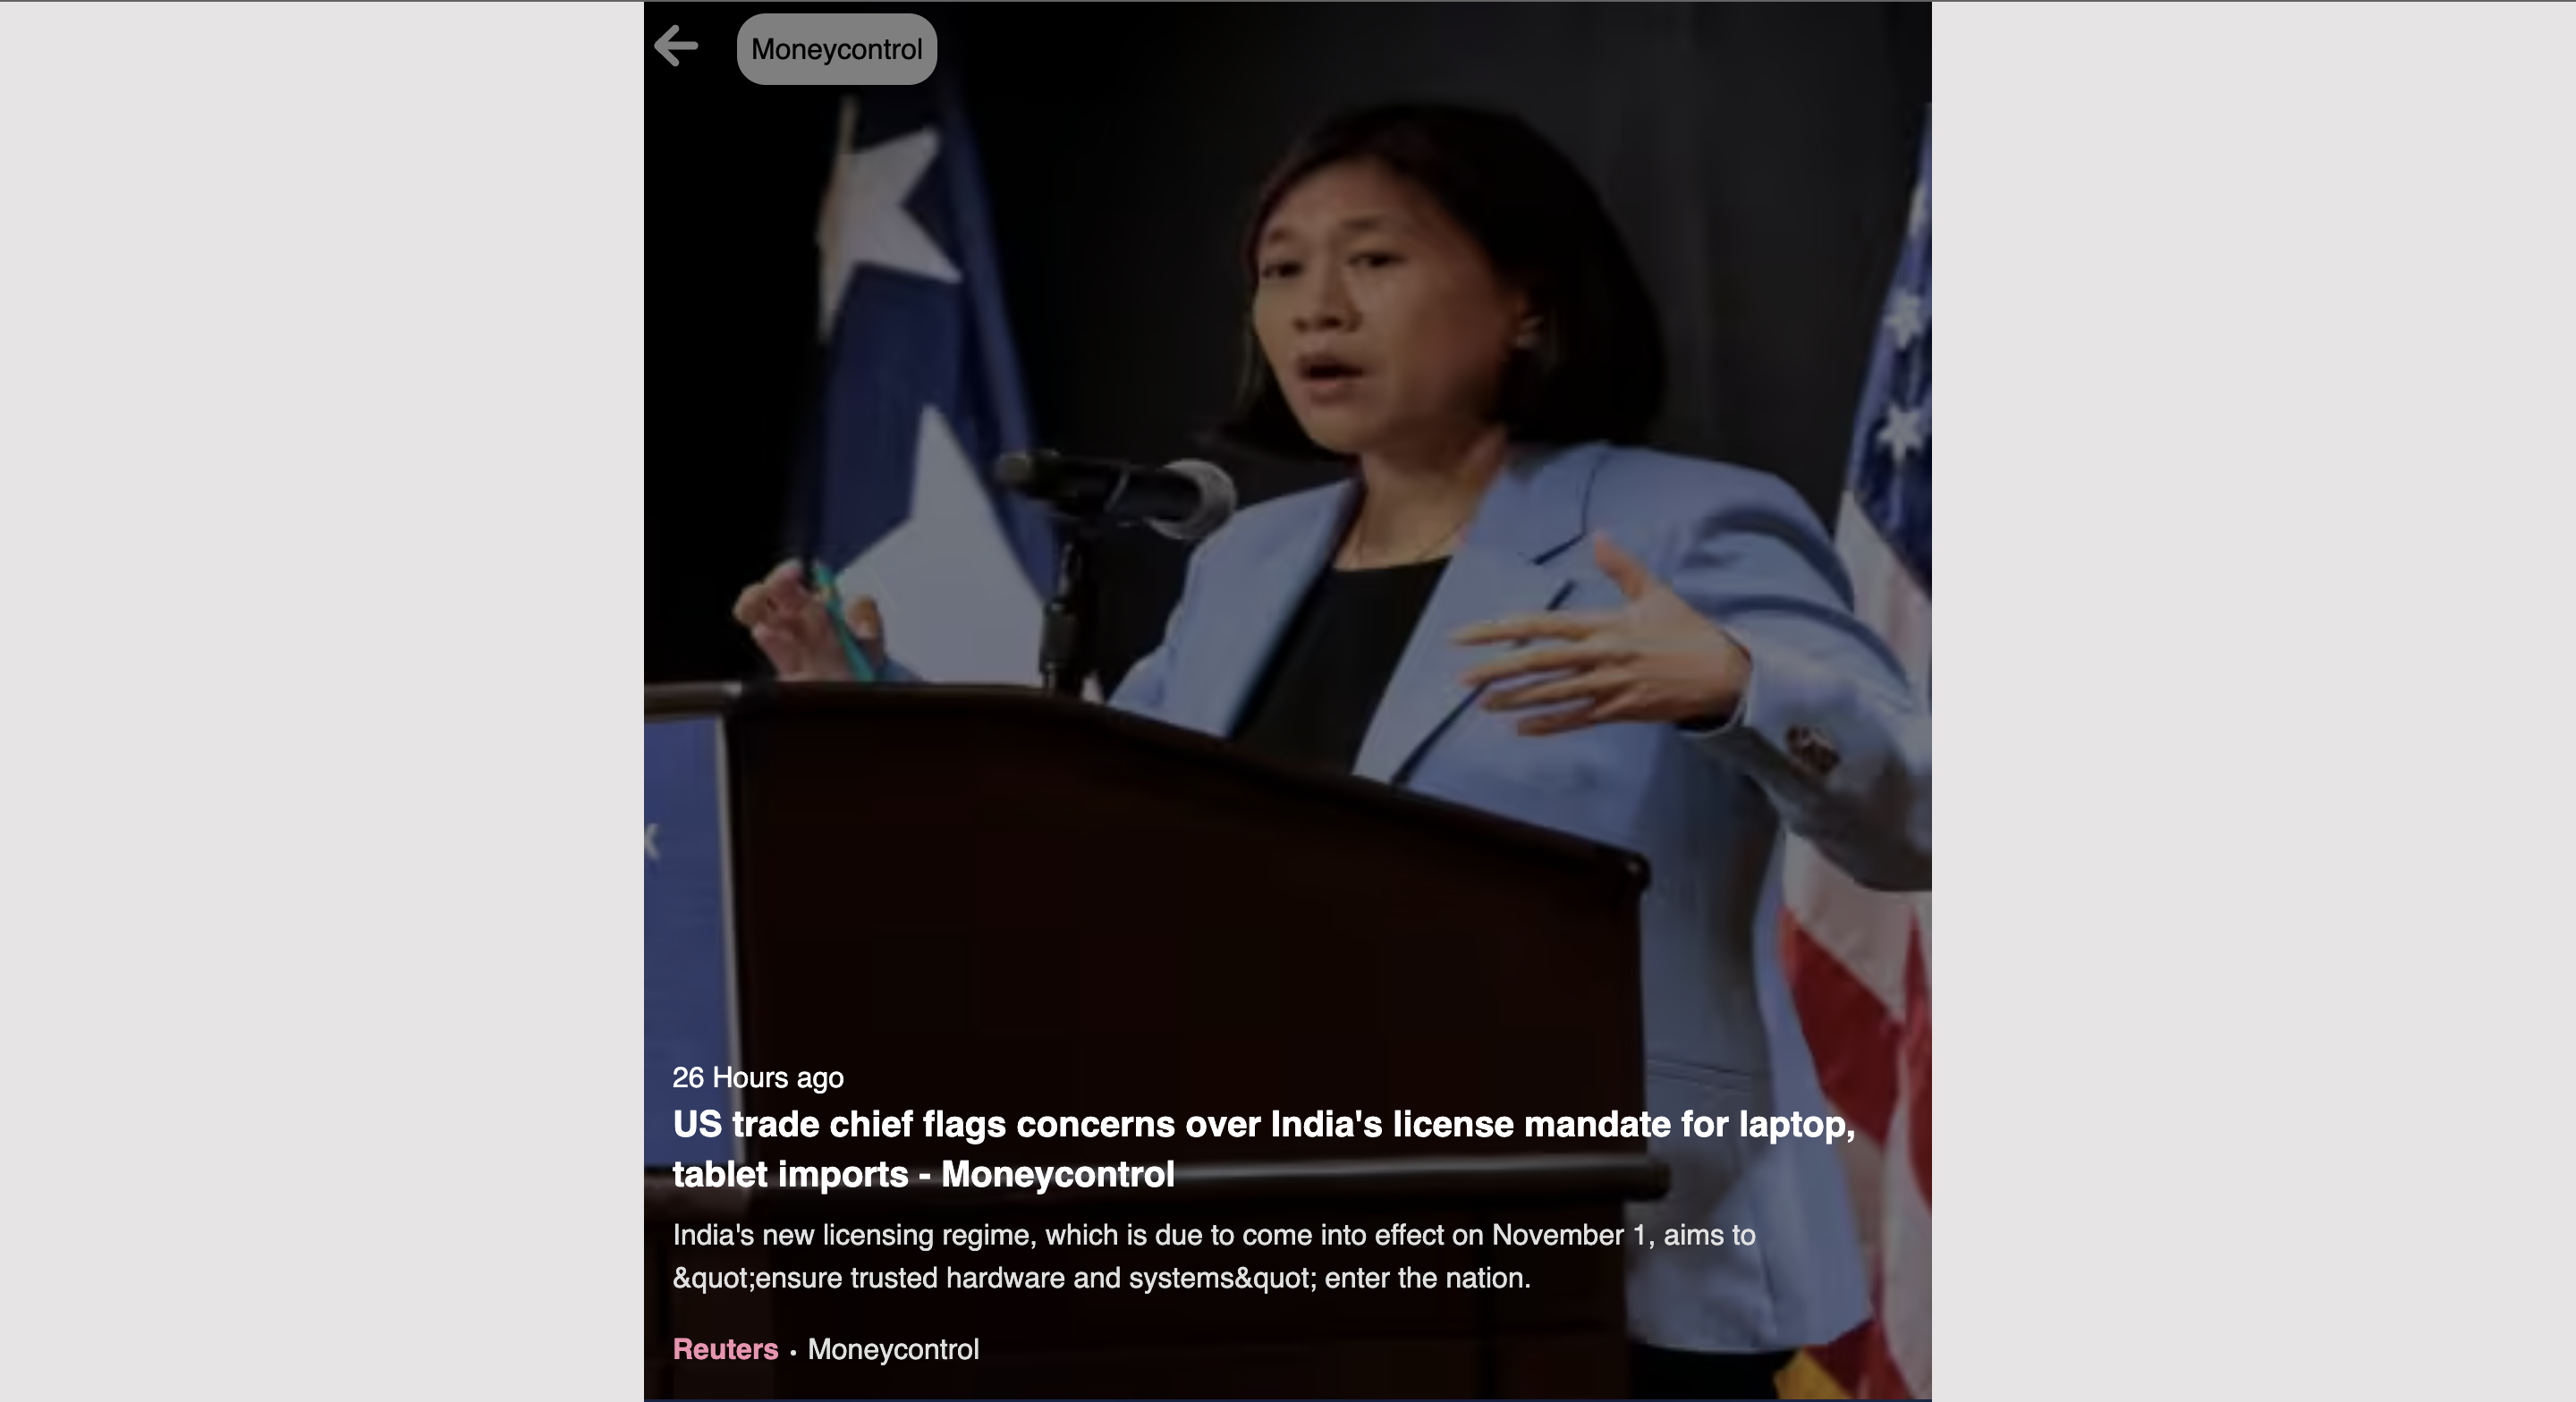 Moneycontrol
26 Hours ago
US trade chief flags concerns over India's license mandate for laptop,
tablet imports - Moneycontrol
India's new licensing regime, which is due to come into effect on November 1, aims to
&quot;ensure trusted hardware and systems&quot; enter the nation.
Reuters • Moneycontrol